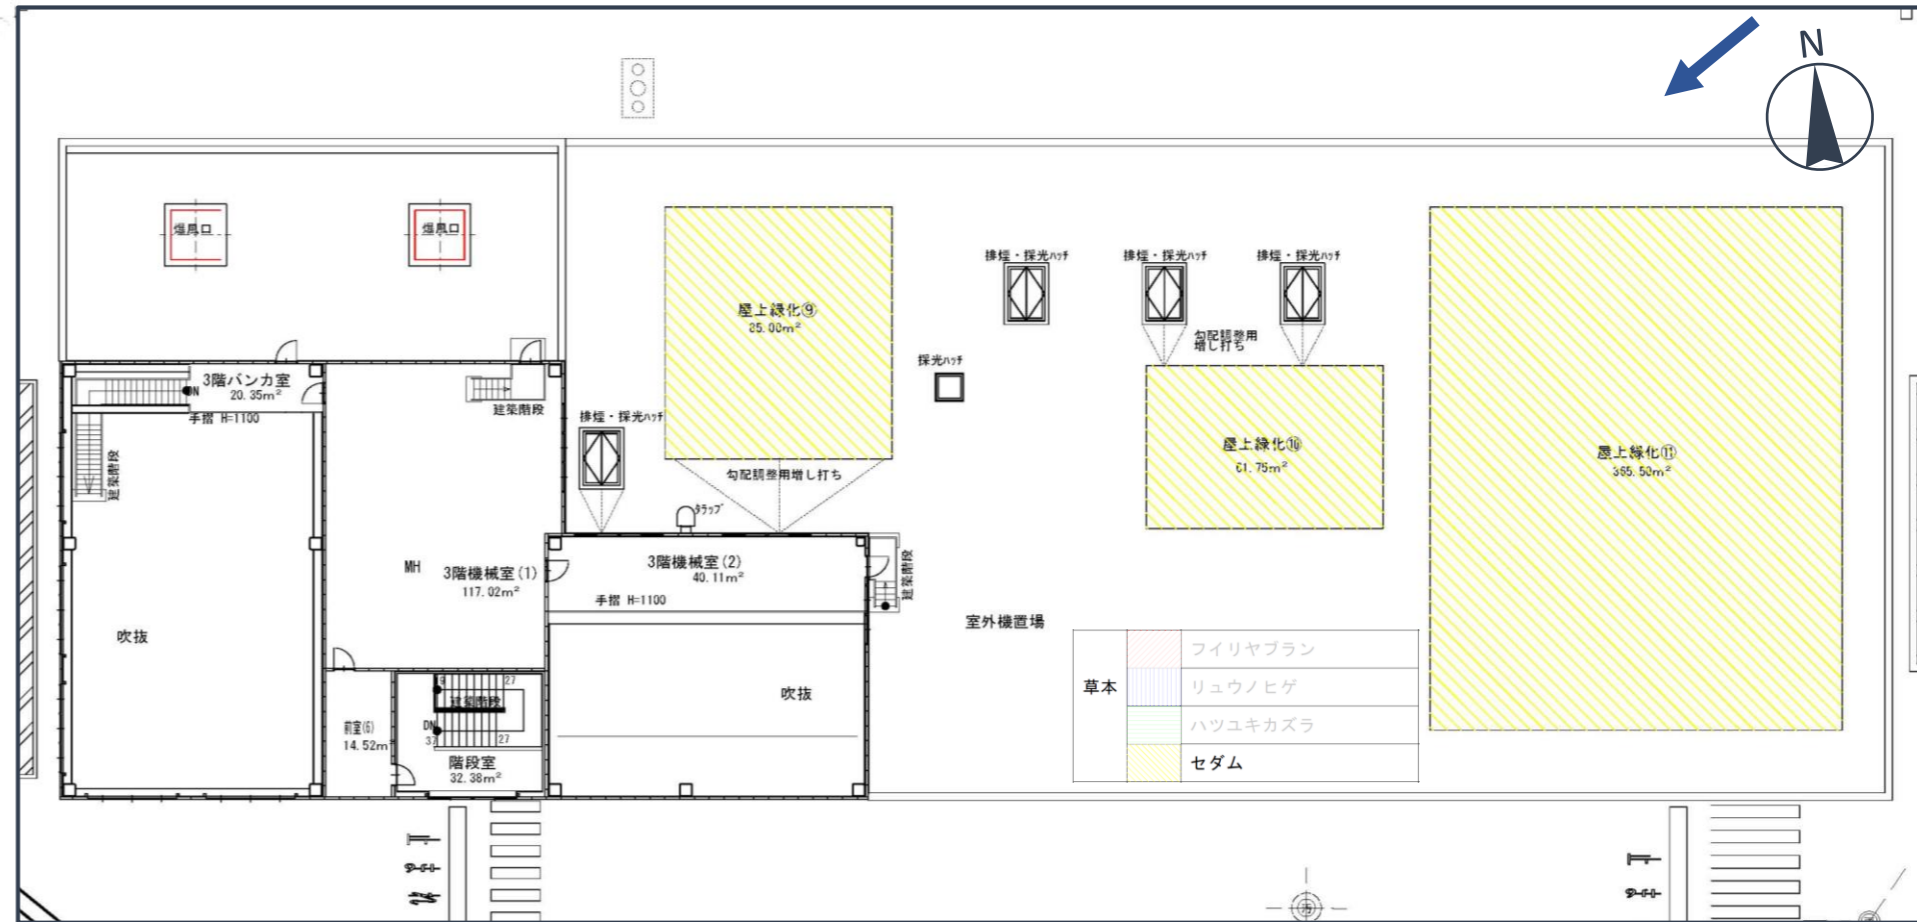 N
煙風口
煙風口
屋上緑化⑨
85.00m²
排煙・採光ハッチ
排煙・採光ハッチ
排煙・採光ハッチ
勾配調整用
増し打ち
採光ハッチ
3階バンカ室
20.35m²
DN
手摺 H=1100
建築階段
建築階段
排煙・採光ハッチ
勾配調整用増し打ち
タラップ
屋上緑化⑩
61.75m²
屋上緑化⑪
365.50m²
MH
3階機械室(1)
117.02m²
3階機械室(2)
40.11m²
手摺 H=1100
建築階段
室外機置場
吹抜
吹抜
草本
フイリヤブラン
リュウノヒゲ
ハツユキカズラ
セダム
前室(6)
14.52m²
建築階段
27
DN
37
27
階段室
32.38m²